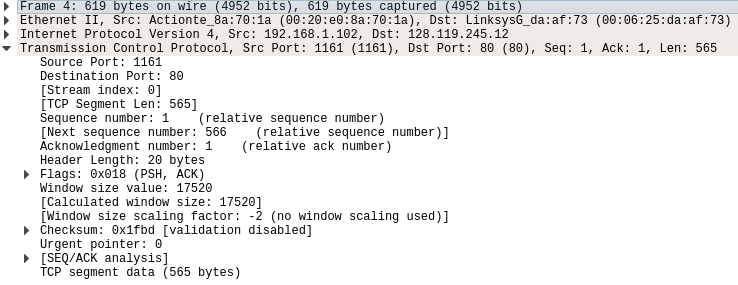 Frame 4: 619 bytes on wire (4952 bits), 619 bytes captured (4952 bits)
Ethernet II, Src: Actionte_8a:70:1a (00:20:e0:8a:70:1a), Dst: LinksysG_da:af:73 (00:06:25:da:af:73)
Internet Protocol Version 4, Src: 192.168.1.102, Dst: 128.119.245.12
Transmission Control Protocol, Src Port: 1161 (1161), Dst Port: 80 (80), Seq: 1, Ack: 1, Len: 565
Source Port: 1161
Destination Port: 80
[Stream index: 0]
[TCP Segment Len: 565]
Sequence number: 1    (relative sequence number)
[Next sequence number: 566    (relative sequence number)]
Acknowledgment number: 1    (relative ack number)
Header Length: 20 bytes
Flags: 0x018 (PSH, ACK)
Window size value: 17520
[Calculated window size: 17520]
[Window size scaling factor: -2 (no window scaling used)]
Checksum: 0x1fbd [validation disabled]
Urgent pointer: 0
[SEQ/ACK analysis]
TCP segment data (565 bytes)